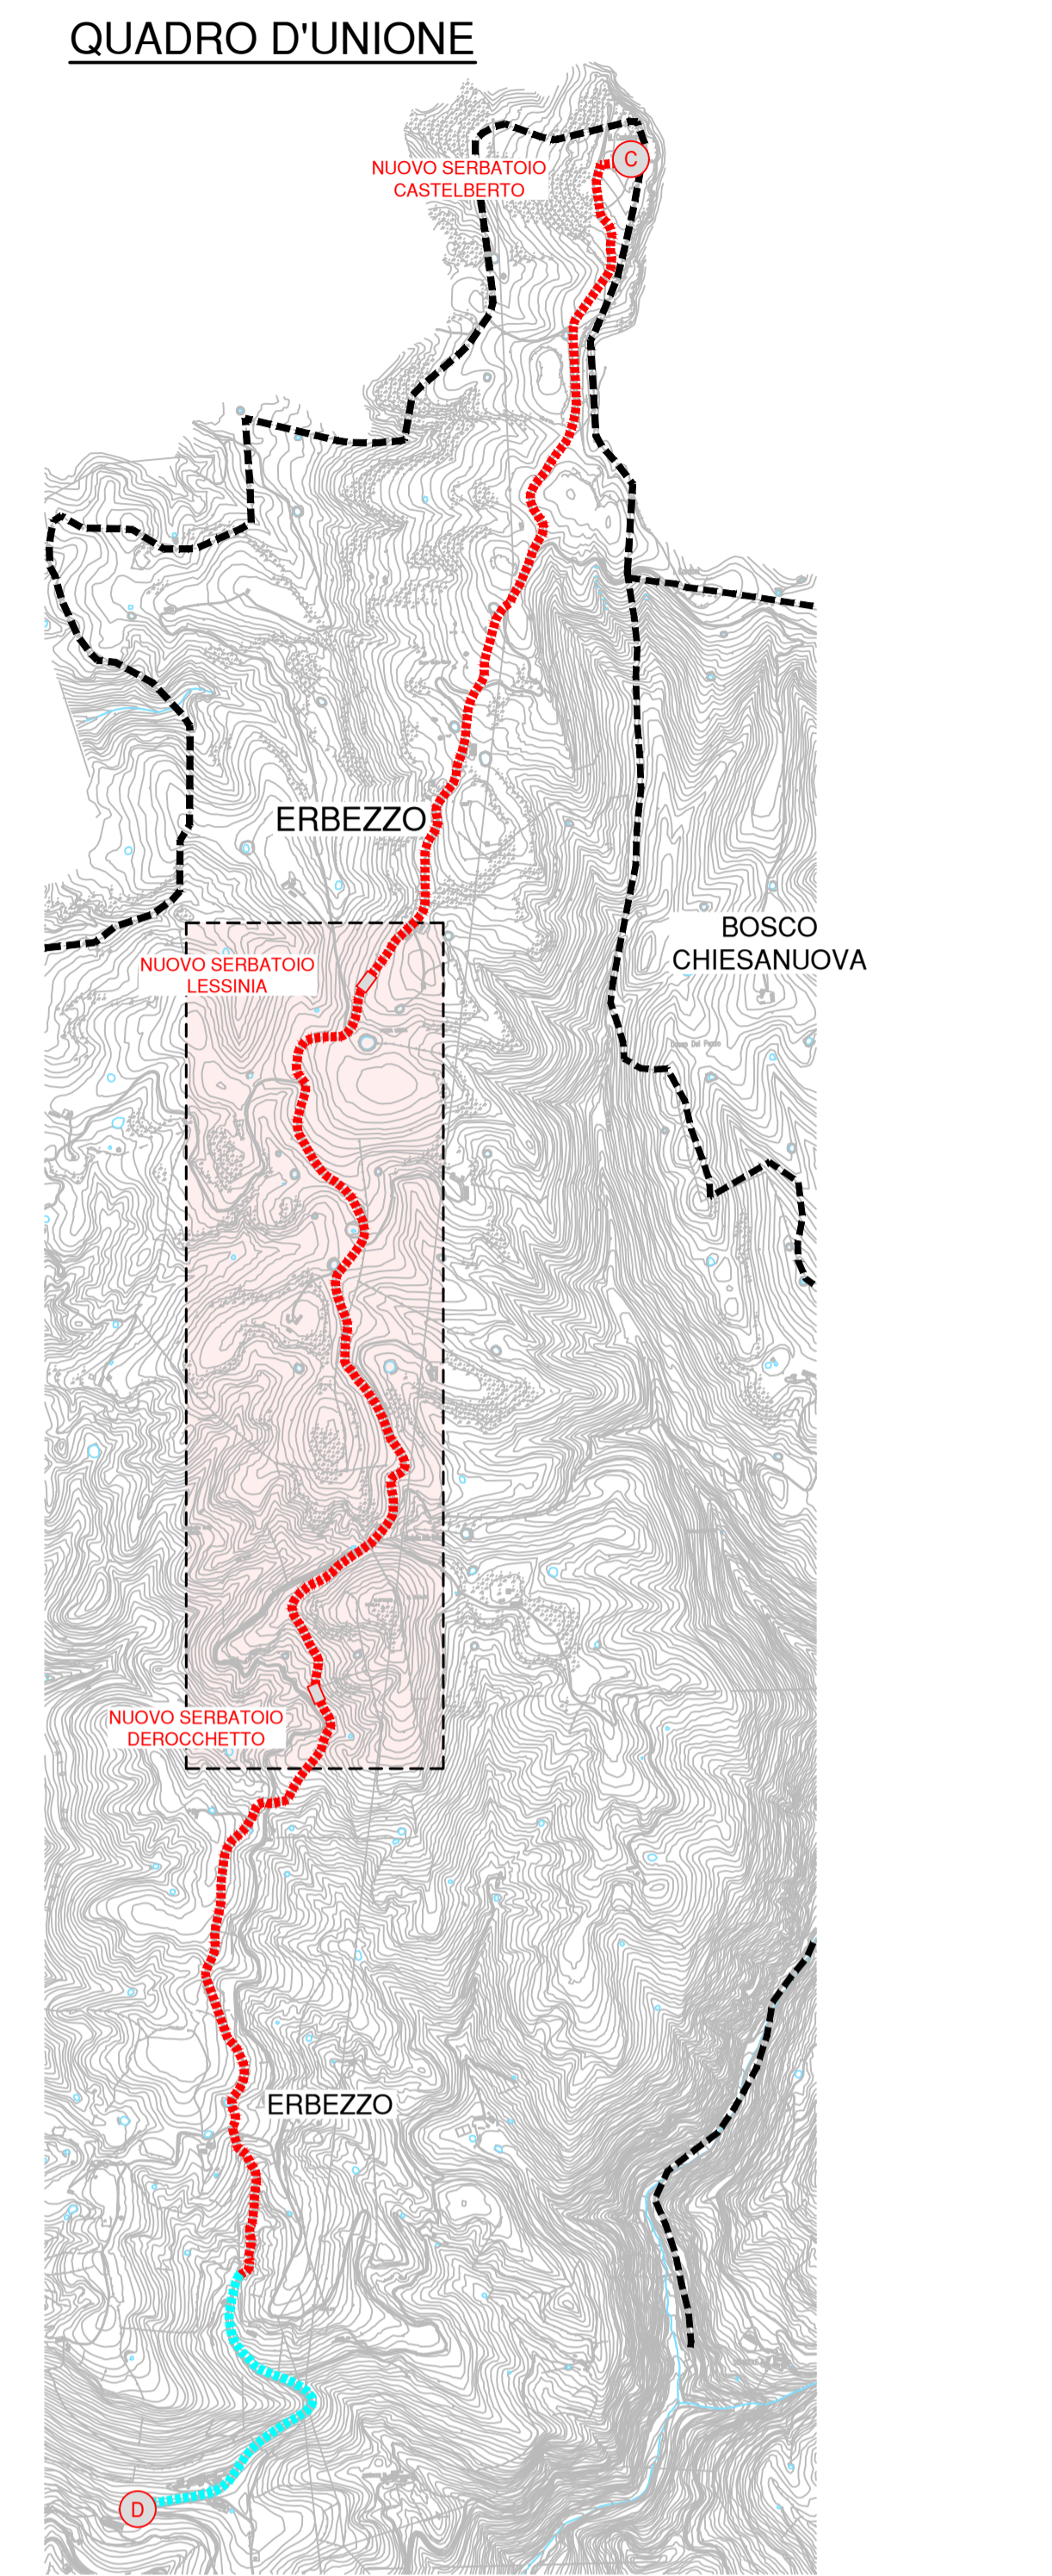 QUADRO D'UNIONE
C
NUOVO SERBATOIO
CASTELBERTO
ERBEZZO
BOSCO
CHIESANUOVA
NUOVO SERBATOIO
LESSINIA
NUOVO SERBATOIO
DEROCCHETTO
ERBEZZO
D